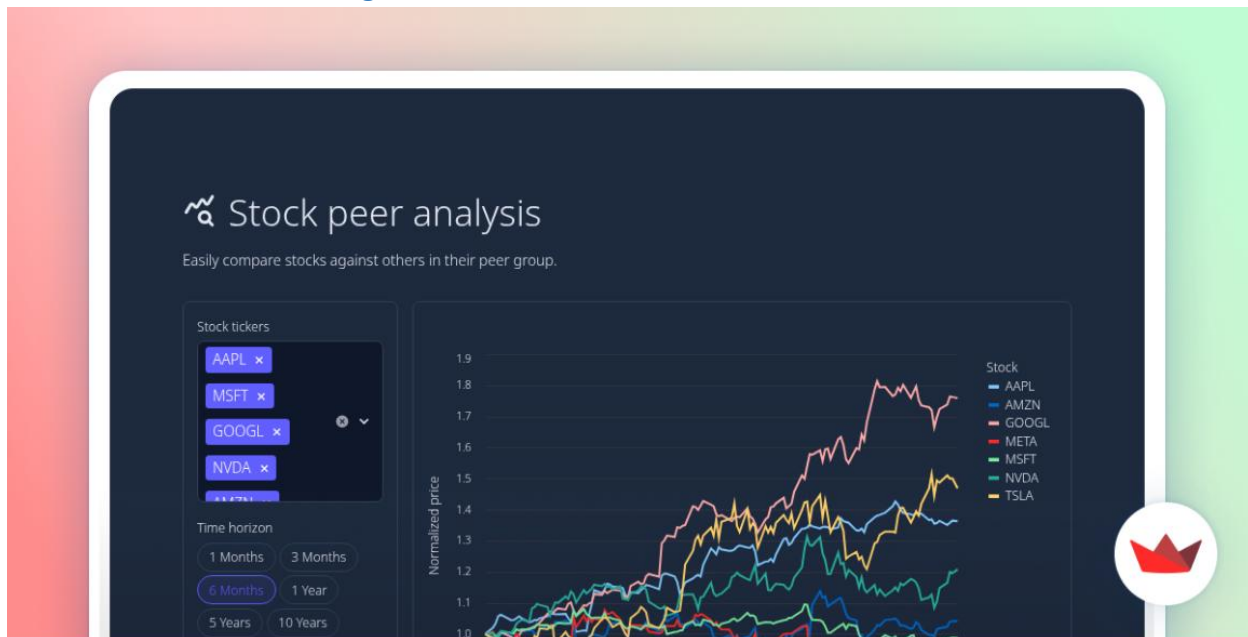 Stock peer analysis
Easily compare stocks against others in their peer group.
Stock tickers
AAPL ×
MSFT ×
GOOGL ×
NVDA ×
Time horizon
1 Months 3 Months
6 Months 1 Year
5 Years 10 Years
Normalized price
1.9
1.8
1.7
1.6
1.5
1.4
1.3
1.2
1.1
1.0
Stock
AAPL
AMZN
GOOGL
META
MSFT
NVDA
TSLA